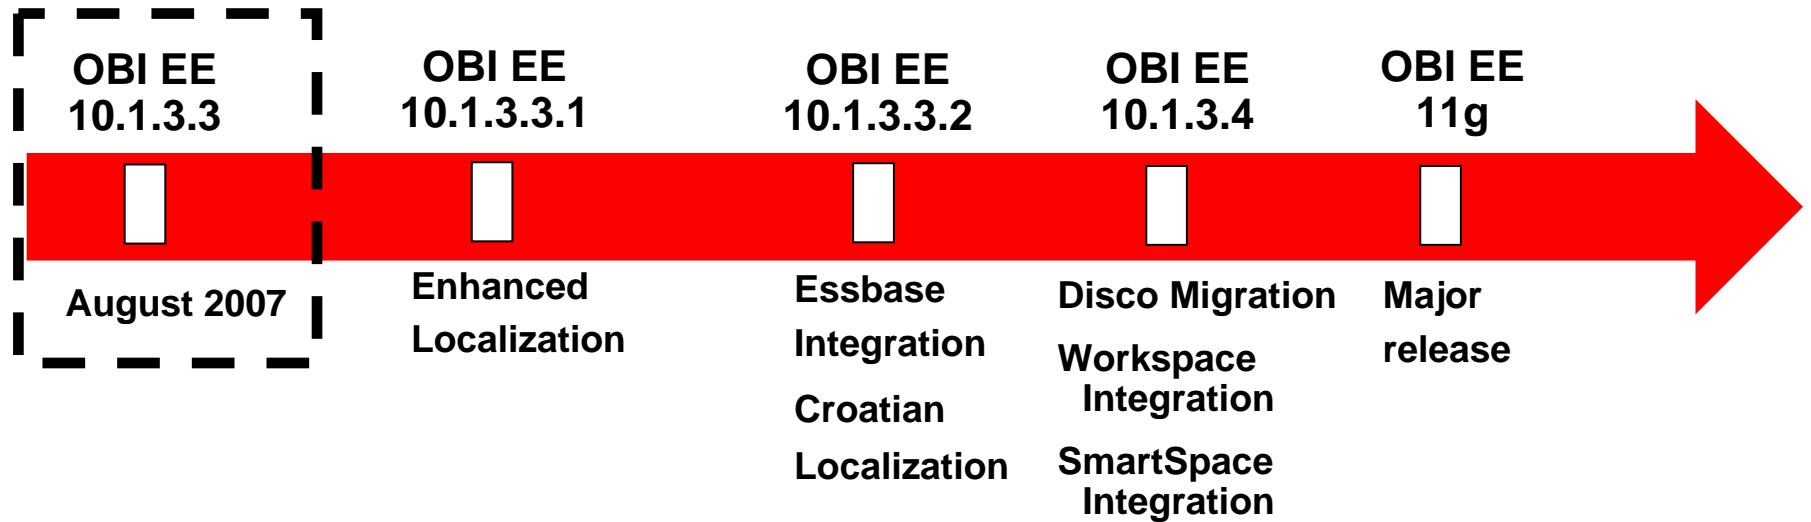 OBI EE
10.1.3.3
August 2007
OBI EE
10.1.3.3.1
Enhanced
Localization
OBI EE
10.1.3.3.2
Essbase
Integration
Croatian
Localization
OBI EE
10.1.3.4
Disco Migration
Workspace
Integration
SmartSpace
Integration
OBI EE
11g
Major
release